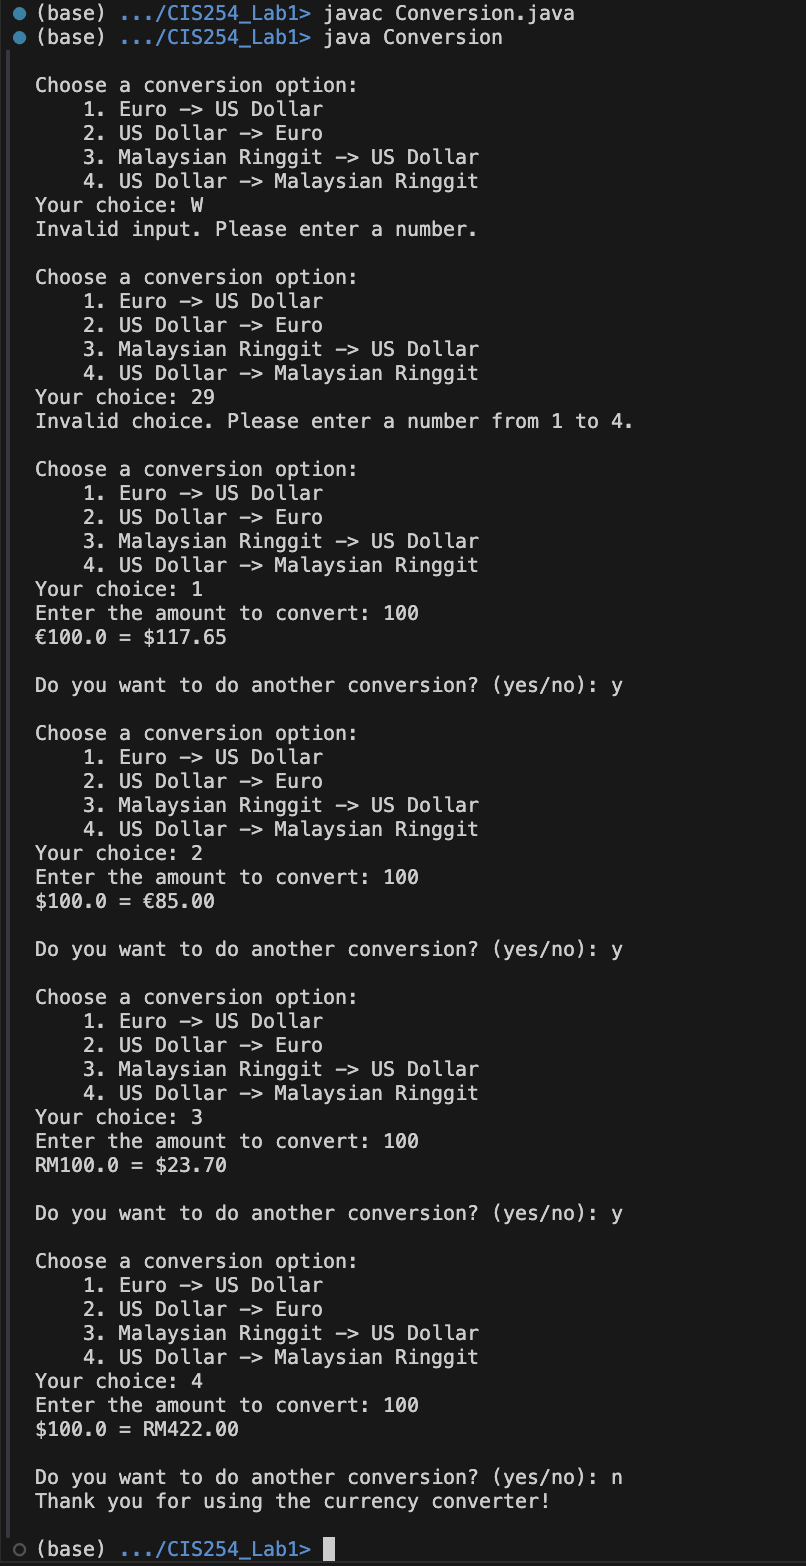 (base) .../CIS254_Lab1> javac Conversion.java
(base) .../CIS254_Lab1> java Conversion

Choose a conversion option:
    1. Euro -> US Dollar
    2. US Dollar -> Euro
    3. Malaysian Ringgit -> US Dollar
    4. US Dollar -> Malaysian Ringgit
Your choice: W
Invalid input. Please enter a number.

Choose a conversion option:
    1. Euro -> US Dollar
    2. US Dollar -> Euro
    3. Malaysian Ringgit -> US Dollar
    4. US Dollar -> Malaysian Ringgit
Your choice: 29
Invalid choice. Please enter a number from 1 to 4.

Choose a conversion option:
    1. Euro -> US Dollar
    2. US Dollar -> Euro
    3. Malaysian Ringgit -> US Dollar
    4. US Dollar -> Malaysian Ringgit
Your choice: 1
Enter the amount to convert: 100
€100.0 = $117.65

Do you want to do another conversion? (yes/no): y

Choose a conversion option:
    1. Euro -> US Dollar
    2. US Dollar -> Euro
    3. Malaysian Ringgit -> US Dollar
    4. US Dollar -> Malaysian Ringgit
Your choice: 2
Enter the amount to convert: 100
$100.0 = €85.00

Do you want to do another conversion? (yes/no): y

Choose a conversion option:
    1. Euro -> US Dollar
    2. US Dollar -> Euro
    3. Malaysian Ringgit -> US Dollar
    4. US Dollar -> Malaysian Ringgit
Your choice: 3
Enter the amount to convert: 100
RM100.0 = $23.70

Do you want to do another conversion? (yes/no): y

Choose a conversion option:
    1. Euro -> US Dollar
    2. US Dollar -> Euro
    3. Malaysian Ringgit -> US Dollar
    4. US Dollar -> Malaysian Ringgit
Your choice: 4
Enter the amount to convert: 100
$100.0 = RM422.00

Do you want to do another conversion? (yes/no): n
Thank you for using the currency converter!

(base) .../CIS254_Lab1>